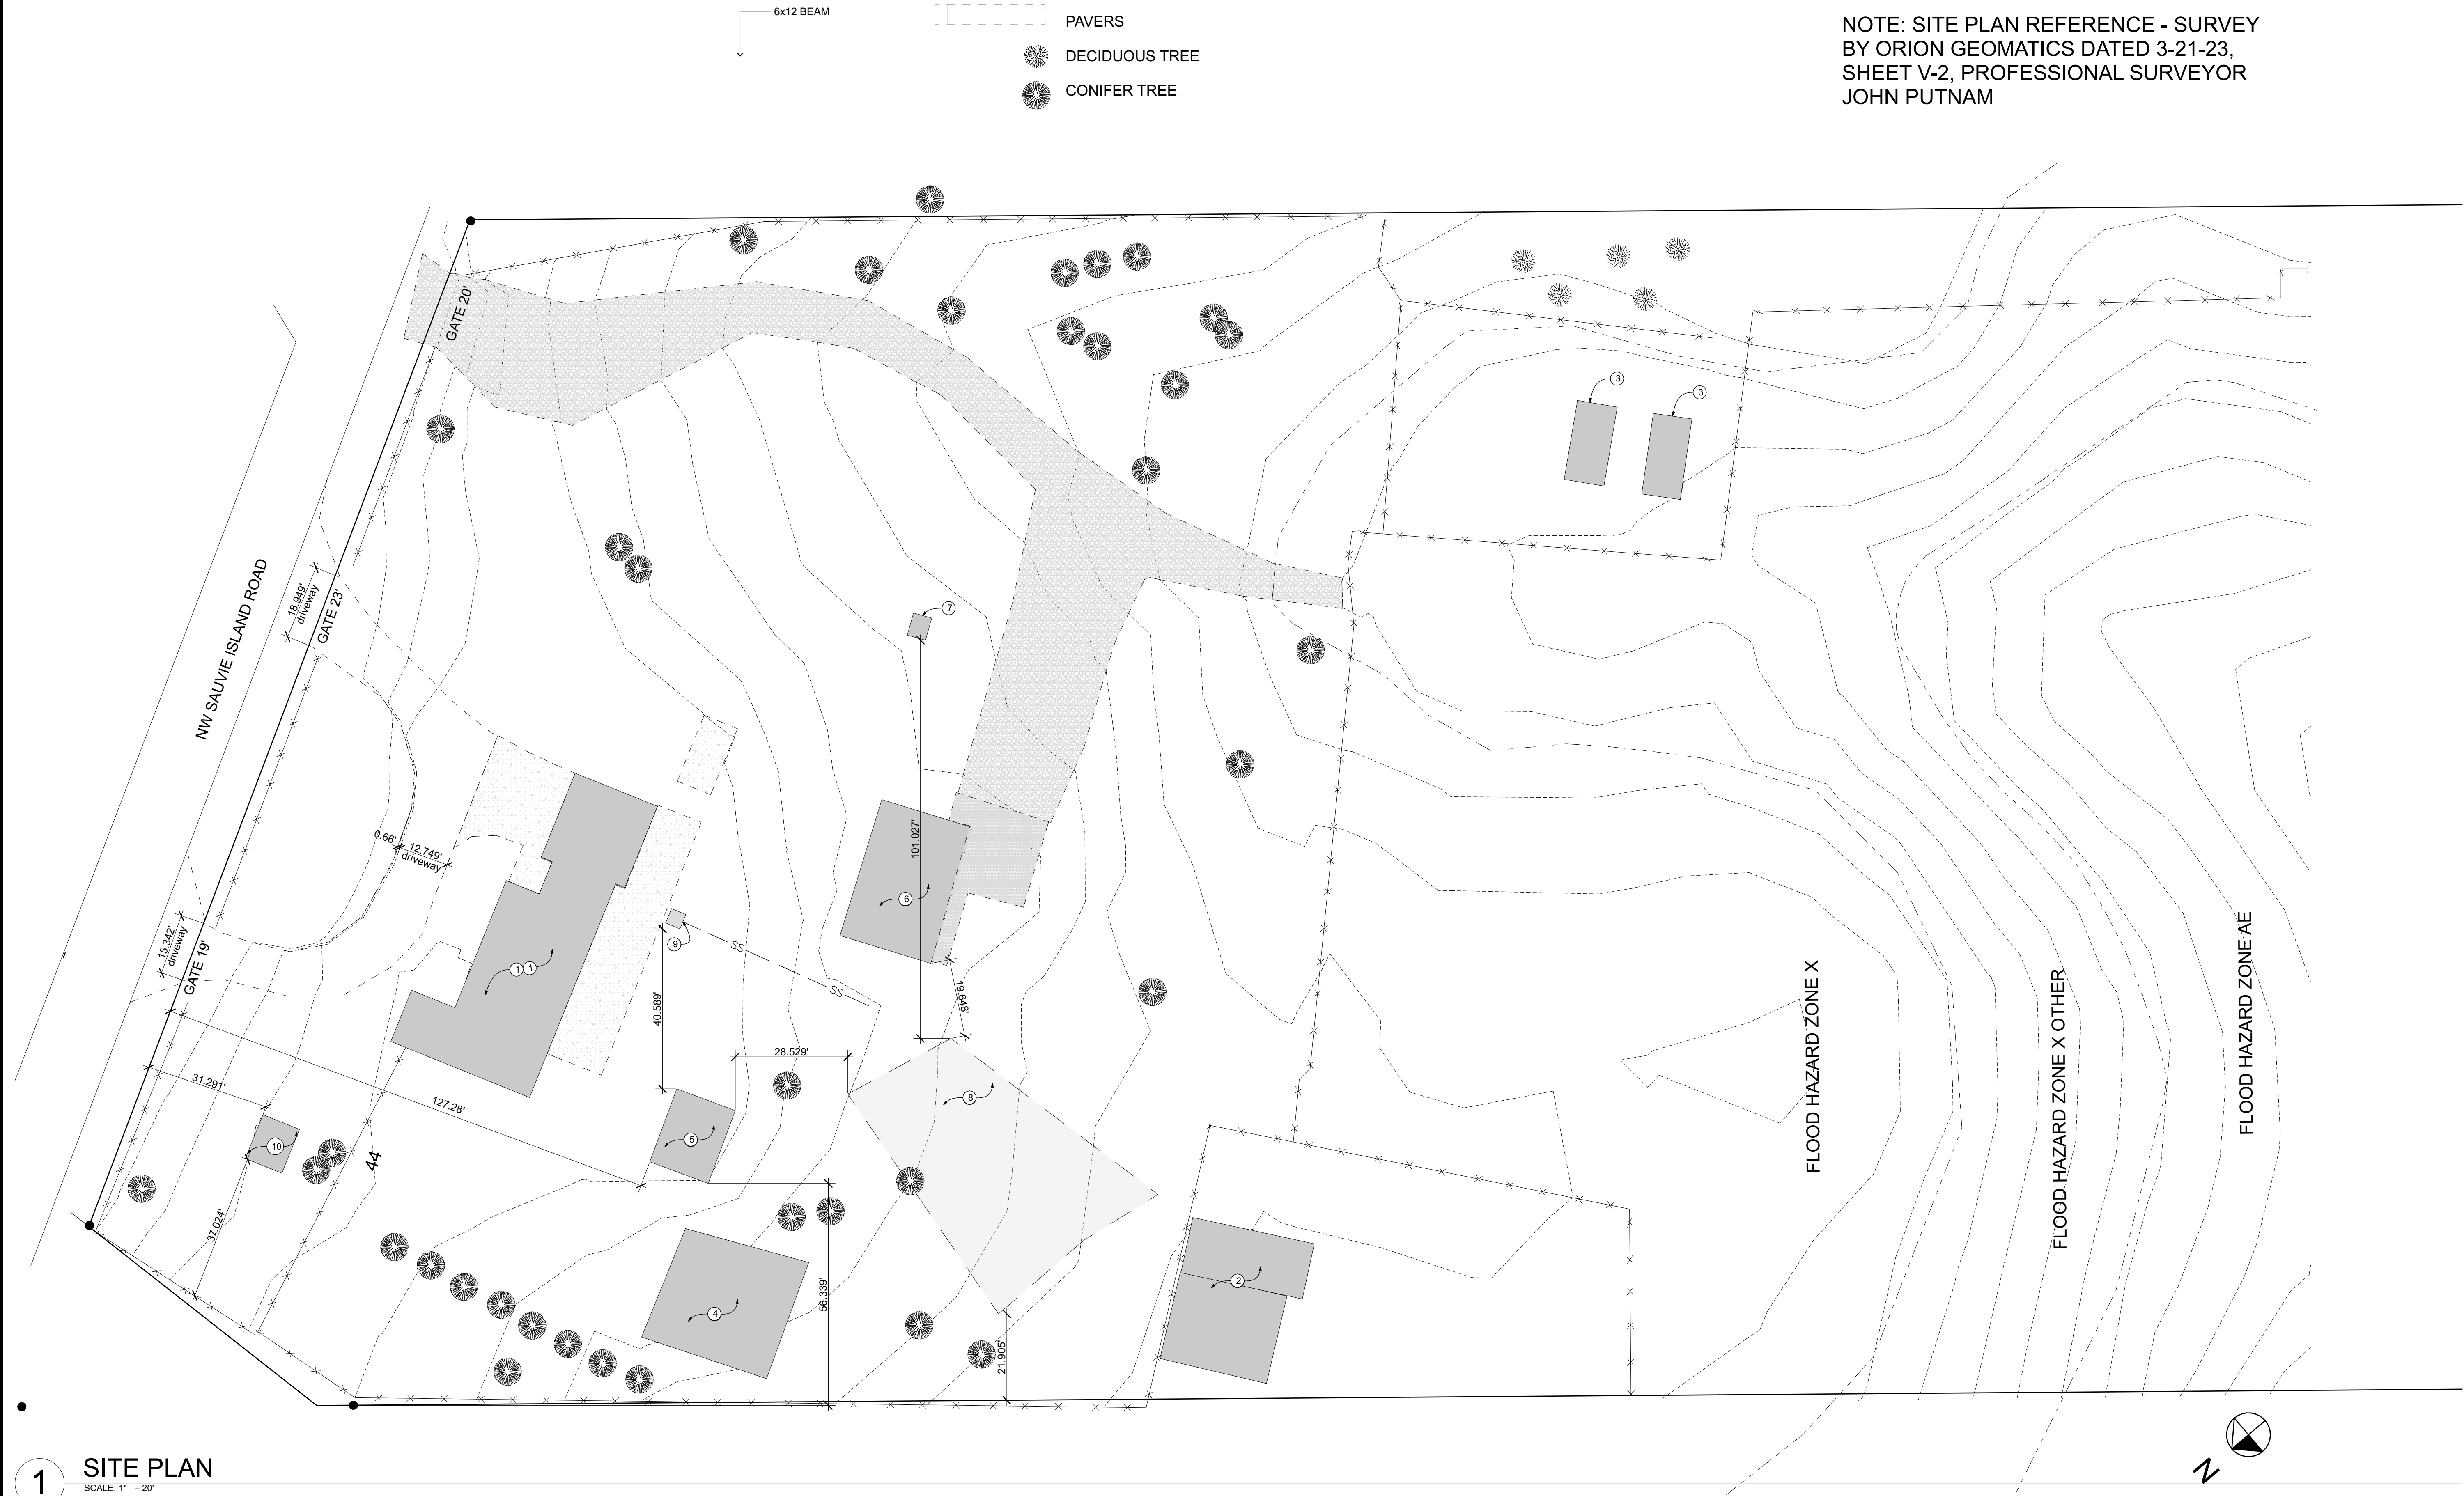 6x12 BEAM
PAVERS
DECIDUOUS TREE
CONIFER TREE
NOTE: SITE PLAN REFERENCE - SURVEY
BY ORION GEOMATICS DATED 3-21-23,
SHEET V-2, PROFESSIONAL SURVEYOR
JOHN PUTNAM
GATE 20'
3
3
NW SAUVIE ISLAND ROAD
18.949'
driveway
GATE 23'
7
101.027'
0.66'
12.749'
driveway
6
15.342'
driveway
GATE 19'
9
SS
SS
1
1
40.589'
19.648'
28.529'
31.291'
127.28'
8
10
5
44
37.024'
56.339'
4
21.905'
2
FLOOD HAZARD ZONE X
FLOOD HAZARD ZONE X OTHER
FLOOD HAZARD ZONE AE
N
1
SITE PLAN
SCALE: 1" = 20'